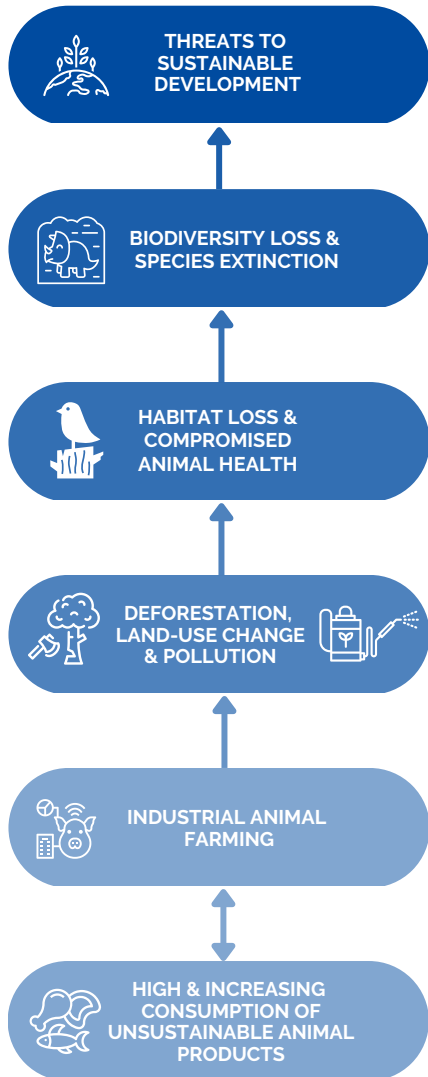 THREATS TO
SUSTAINABLE
DEVELOPMENT
BIODIVERSITY LOSS &
SPECIES EXTINCTION
HABITAT LOSS &
COMPROMISED
ANIMAL HEALTH
DEFORESTATION,
LAND-USE CHANGE
& POLLUTION
INDUSTRIAL ANIMAL
FARMING
HIGH & INCREASING
CONSUMPTION OF
UNSUSTAINABLE ANIMAL
PRODUCTS